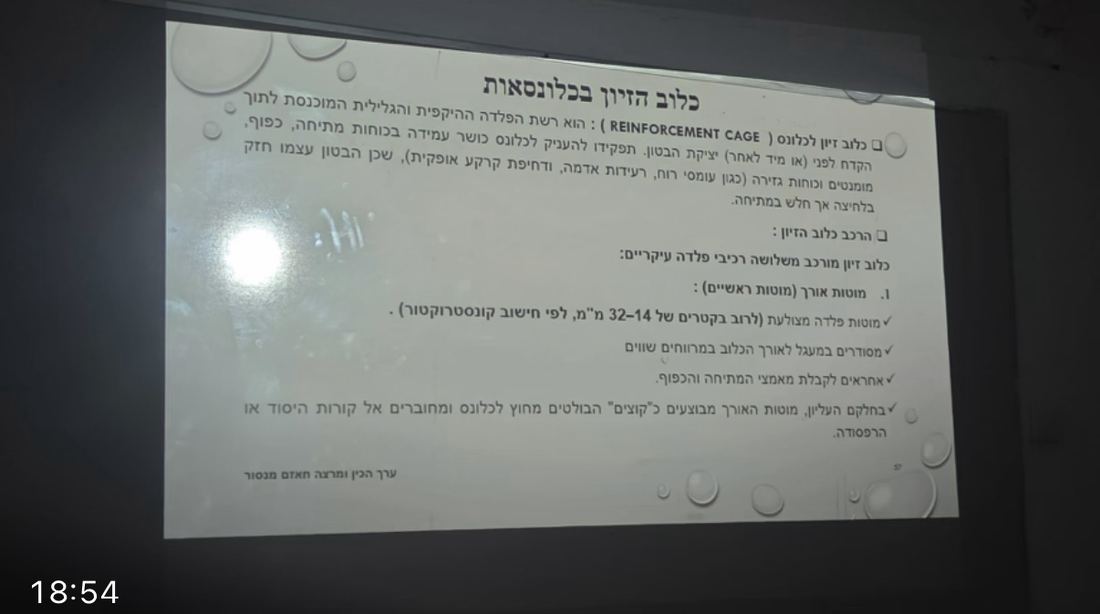 כלוב הזיון בכלונסאות
❑ כלוב זיון לכלונס ( REINFORCEMENT CAGE ) : הוא רשת הפלדה ההיקפית והגלילית המוכנסת לתוך
הקדח לפני (או מיד לאחר) יציקת הבטון. תפקידו להעניק לכלונס כושר עמידה בכוחות מתיחה, כפוף,
מומנטים וכוחות גזירה (כגון עומסי רוח, רעידות אדמה, ודחיפת קרקע אופקית), שכן הבטון עצמו חזק
בלחיצה אך חלש במתיחה.
❑ הרכב כלוב הזיון :
כלוב זיון מורכב משלושה רכיבי פלדה עיקריים:
1. מוטות אורך (מוטות ראשיים) :
✓ מוטות פלדה מצולעת (לרוב בקטרים של 14–32 מ"מ, לפי חישוב קונסטרוקטור) .
✓ מסודרים במעגל לאורך הכלוב במרווחים שווים
✓ אחראים לקבלת מאמצי המתיחה והכפוף.
✓ בחלקם העליון, מוטות האורך מבוצעים כ"קוצים" הבולטים מחוץ לכלונס ומחוברים אל קורות היסוד או
הרפסודה.
ערך הכין ומרצה חאזם מנסור
18:54